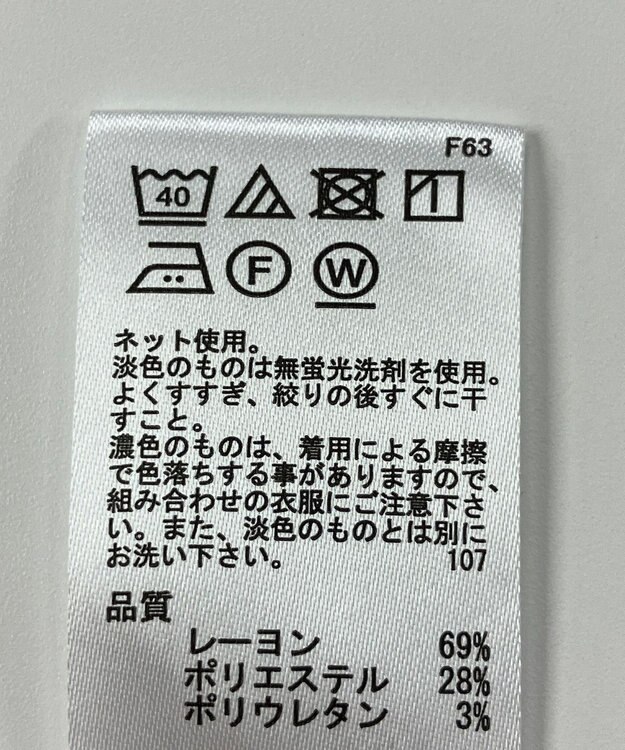 F63
40
F W
ネット使用。
淡色のものは無蛍光洗剤を使用。
よくすすぎ、絞りの後すぐに干
すこと。
濃色のものは、着用による摩擦
で色落ちする事がありますので、
組み合わせの衣服にご注意下さ
い。また、淡色のものとは別に
お洗い下さい。 107
品質
レーヨン 69%
ポリエステル 28%
ポリウレタン 3%